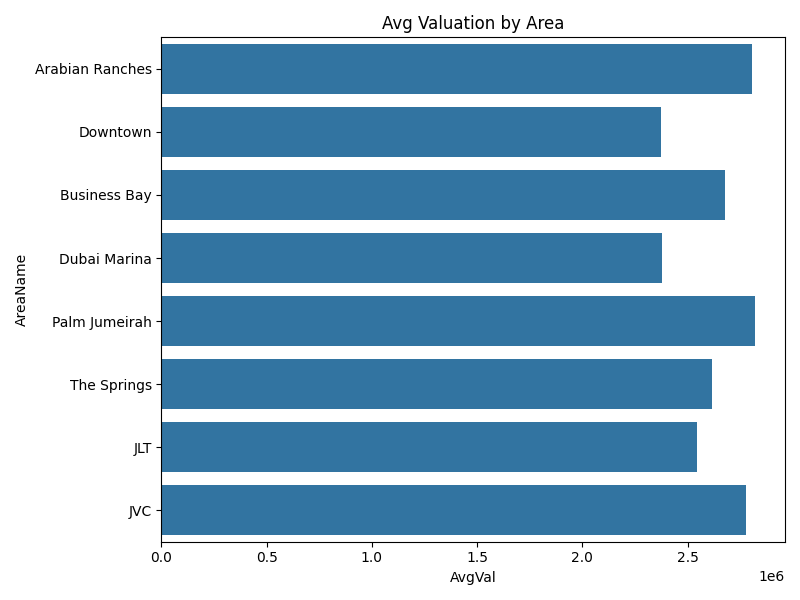 Avg Valuation by Area
AreaName
Arabian Ranches
Downtown
Business Bay
Dubai Marina
Palm Jumeirah
The Springs
JLT
JVC
0.0 0.5 1.0 1.5 2.0 2.5
1e6
AvgVal